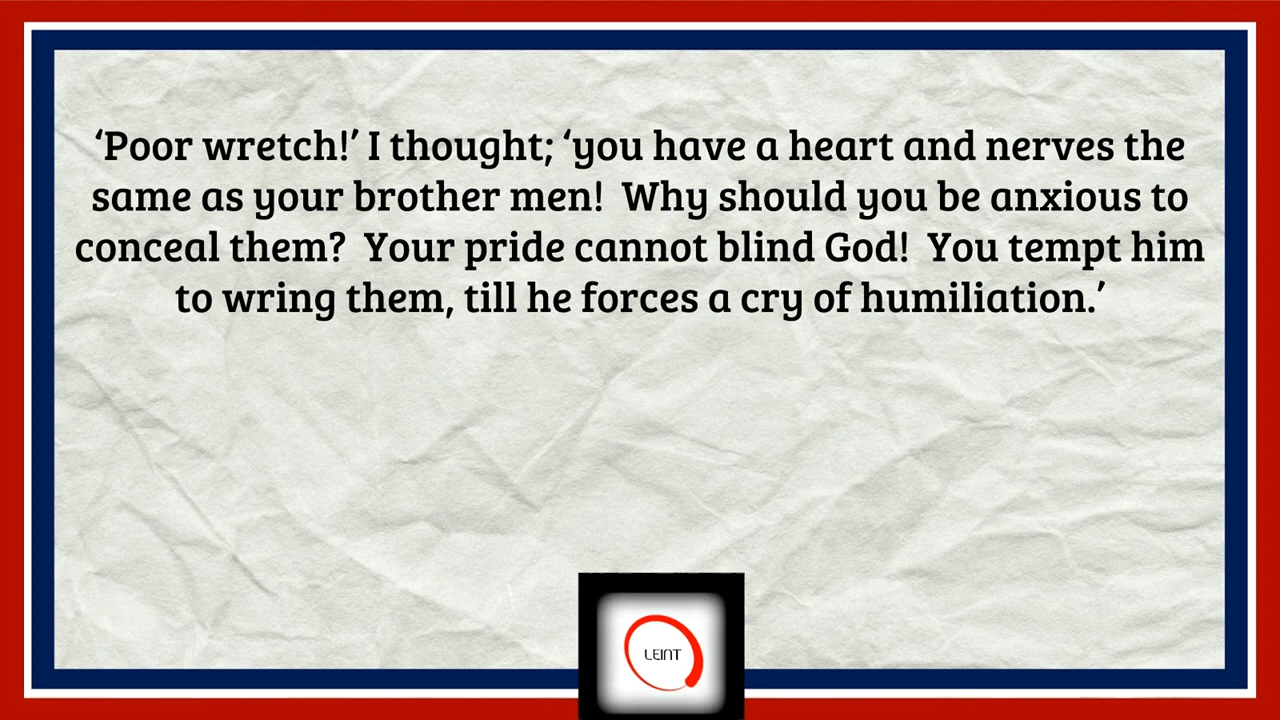 ‘Poor wretch!’ I thought; ‘you have a heart and nerves the
same as your brother men!  Why should you be anxious to
conceal them?  Your pride cannot blind God!  You tempt him
to wring them, till he forces a cry of humiliation.’
LEINT